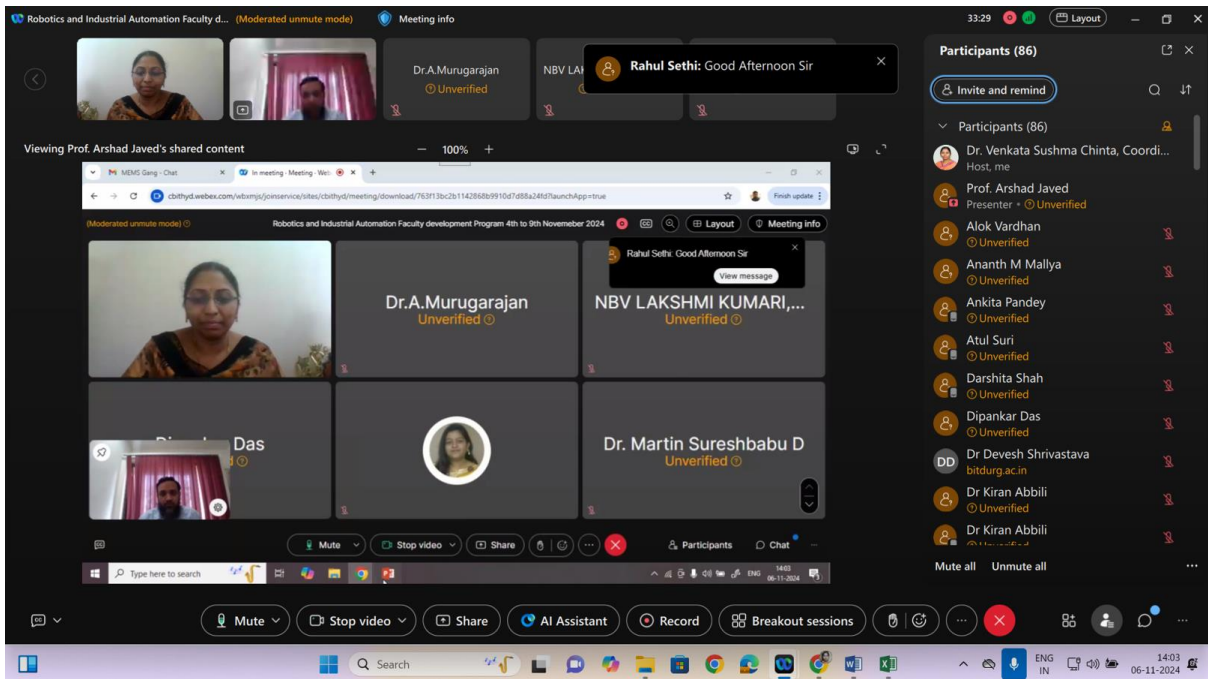 Robotics and Industrial Automation Faculty d... (Moderated unmute mode) Meeting info
33:29 Layout
Dr.A.Murugarajan
Unverified
NBV LAK
Rahul Sethi: Good Afternoon Sir
Viewing Prof. Arshad Javed's shared content
100%
MEMS Gang - Chat
In meeting - Meeting - Web
cbithyd.webex.com/wbxmjs/joinservice/sites/cbithyd/meeting/download/763f13bc2b1142868b9910d7d88a24fd?launchApp=true
Finish update
(Moderated unmute mode)
Robotics and Industrial Automation Faculty development Program 4th to 9th Novemeber 2024
Layout
Meeting info
Rahul Sethi: Good Afternoon Sir
View message
Dr.A.Murugarajan
Unverified
NBV LAKSHMI KUMARI,...
Unverified
Das
Dr. Martin Sureshbabu D
Unverified
Mute
Stop video
Share
Participants
Chat
Type here to search
ENG
1403
06-11-2024
Participants (86)
Invite and remind
Participants (86)
Dr. Venkata Sushma Chinta, Coordi...
Host, me
Prof. Arshad Javed
Presenter • Unverified
Alok Vardhan
Unverified
Ananth M Mallya
Unverified
Ankita Pandey
Unverified
Atul Suri
Unverified
Darshita Shah
Unverified
Dipankar Das
Unverified
DD
Dr Devesh Shrivastava
bitdurg.ac.in
Dr Kiran Abbili
Unverified
Dr Kiran Abbili
Mute all Unmute all
Mute
Stop video
Share
AI Assistant
Record
Breakout sessions
Search
ENG
IN
14:03
06-11-2024